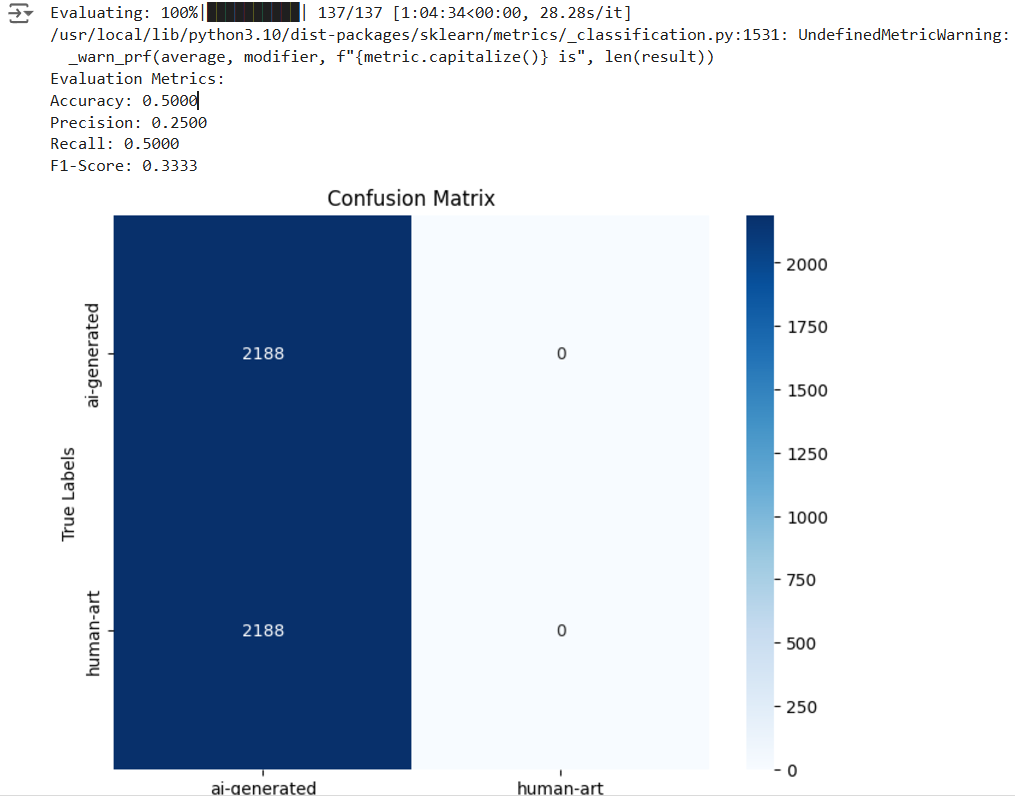 Evaluating: 100%|██████████| 137/137 [1:04:34<00:00, 28.28s/it]
/usr/local/lib/python3.10/dist-packages/sklearn/metrics/_classification.py:1531: UndefinedMetricWarning:
_warn_prf(average, modifier, f"{metric.capitalize()} is", len(result))
Evaluation Metrics:
Accuracy: 0.5000
Precision: 0.2500
Recall: 0.5000
F1-Score: 0.3333
Confusion Matrix
ai-generated
2188
0
True Labels
human-art
2188
0
ai-generated
human-art
2000
1750
1500
1250
1000
750
500
250
0